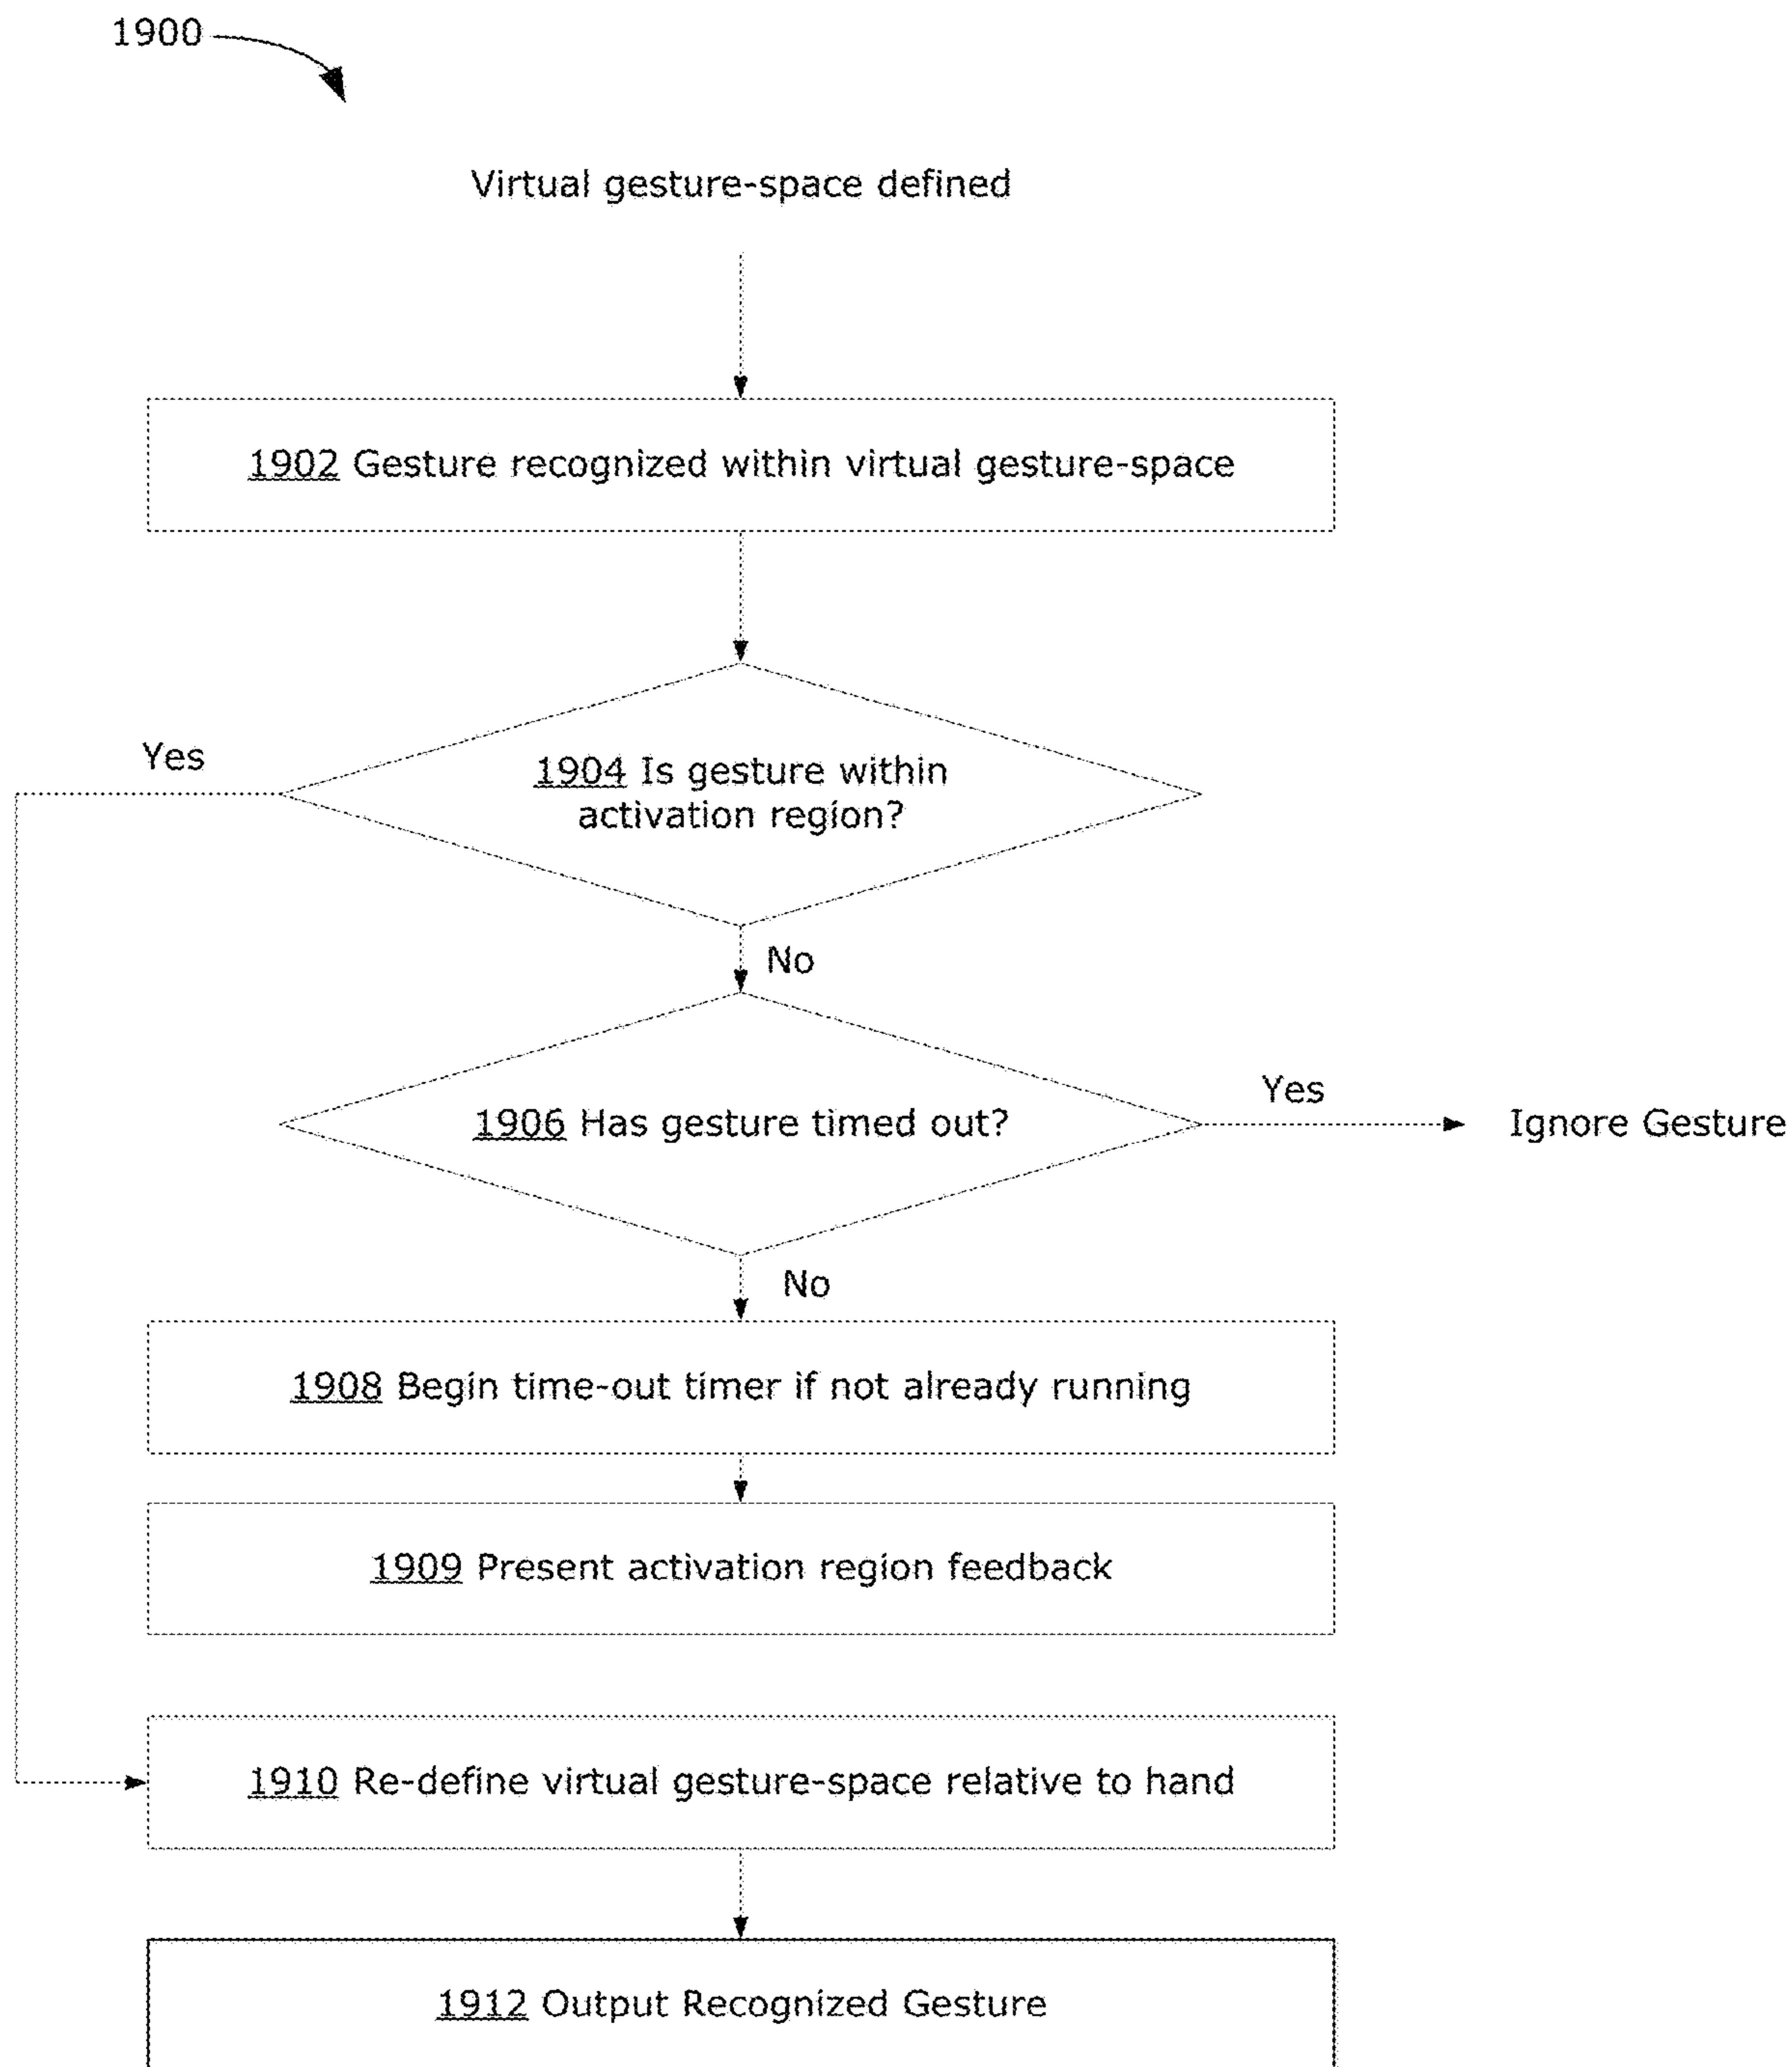 1900
Virtual gesture-space defined
1902 Gesture recognized within virtual gesture-space
Yes
1904 Is gesture within
activation region?
No
Yes
1906 Has gesture timed out?
Ignore Gesture
No
1908 Begin time-out timer if not already running
1909 Present activation region feedback
1910 Re-define virtual gesture-space relative to hand
1912 Output Recognized Gesture